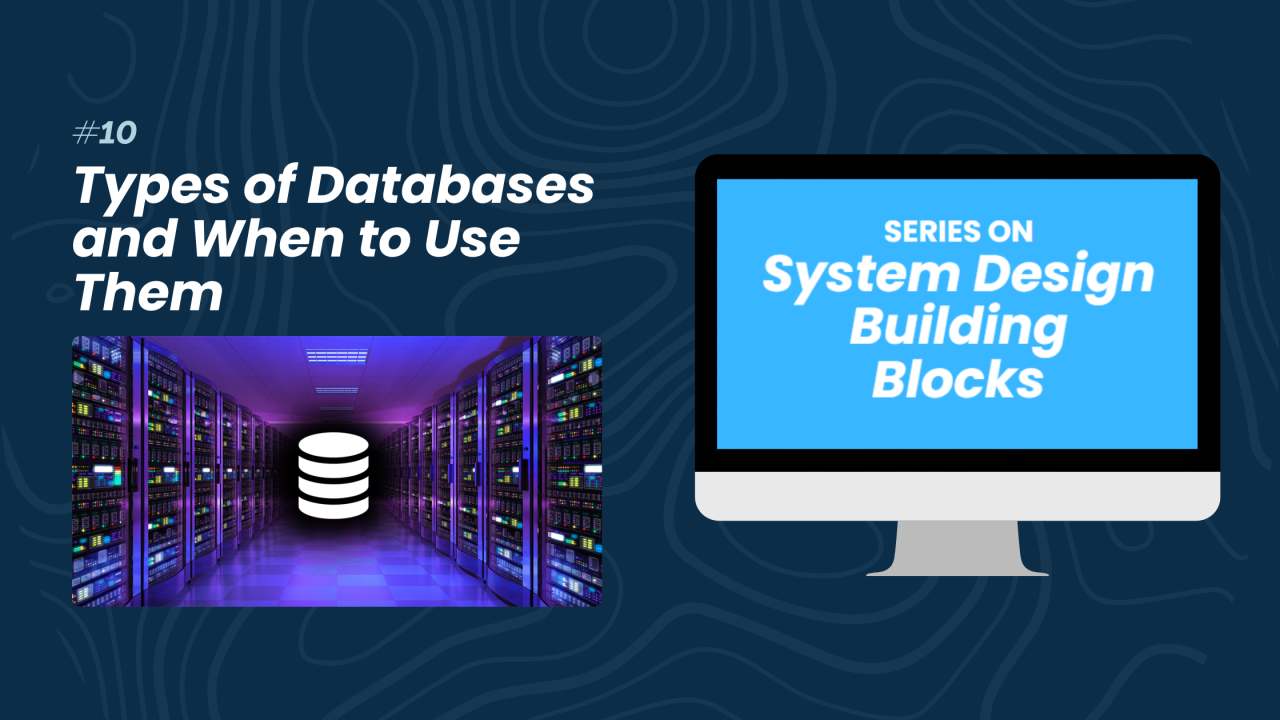 #10
Types of Databases
and When to Use
Them
SERIES ON
System Design
Building
Blocks